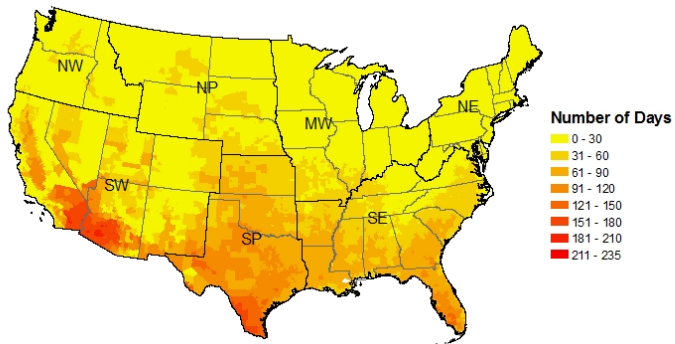 NW
NP
MW
NE
SW
SP
SE
Number of Days
0 - 30
31 - 60
61 - 90
91 - 120
121 - 150
151 - 180
181 - 210
211 - 235